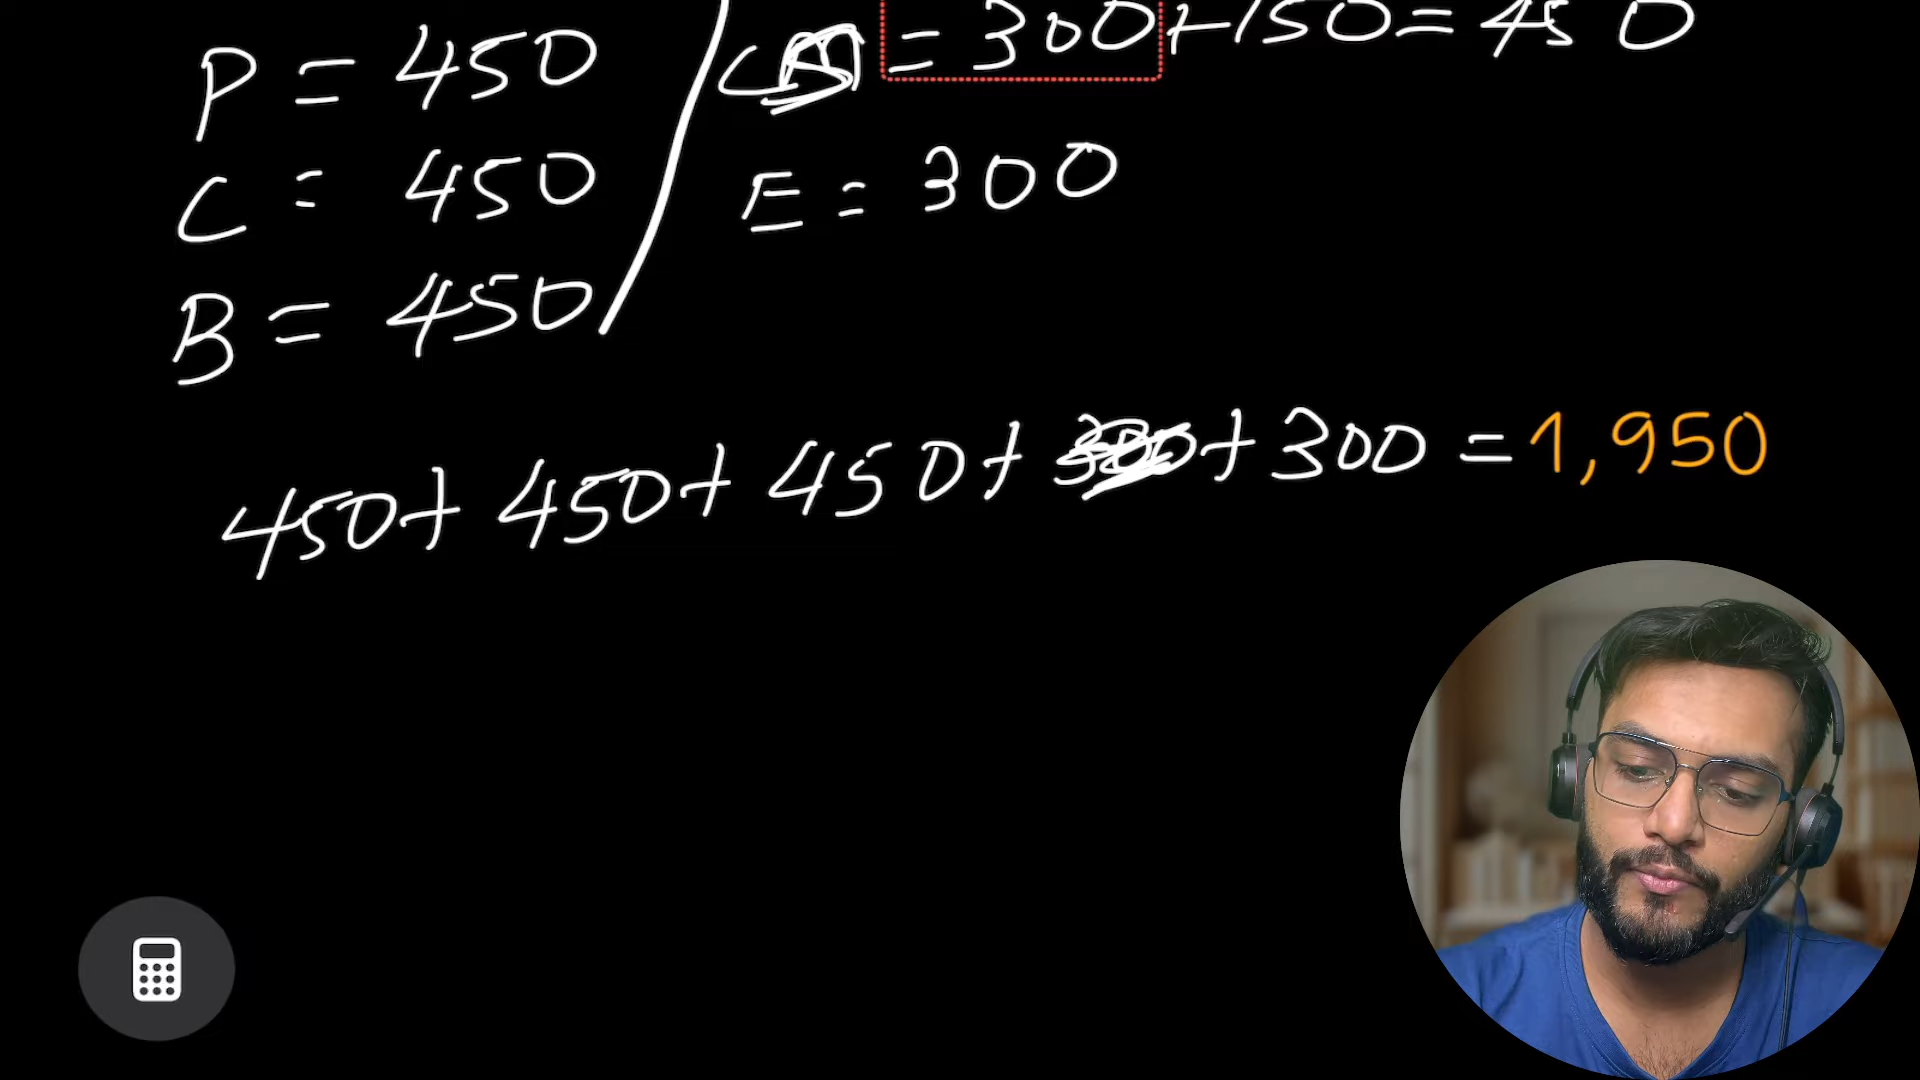 P = 450
C = 300 + 150 = 450
C = 450
E = 300
B = 450
450 + 450 + 450 + + 300 = 1,950